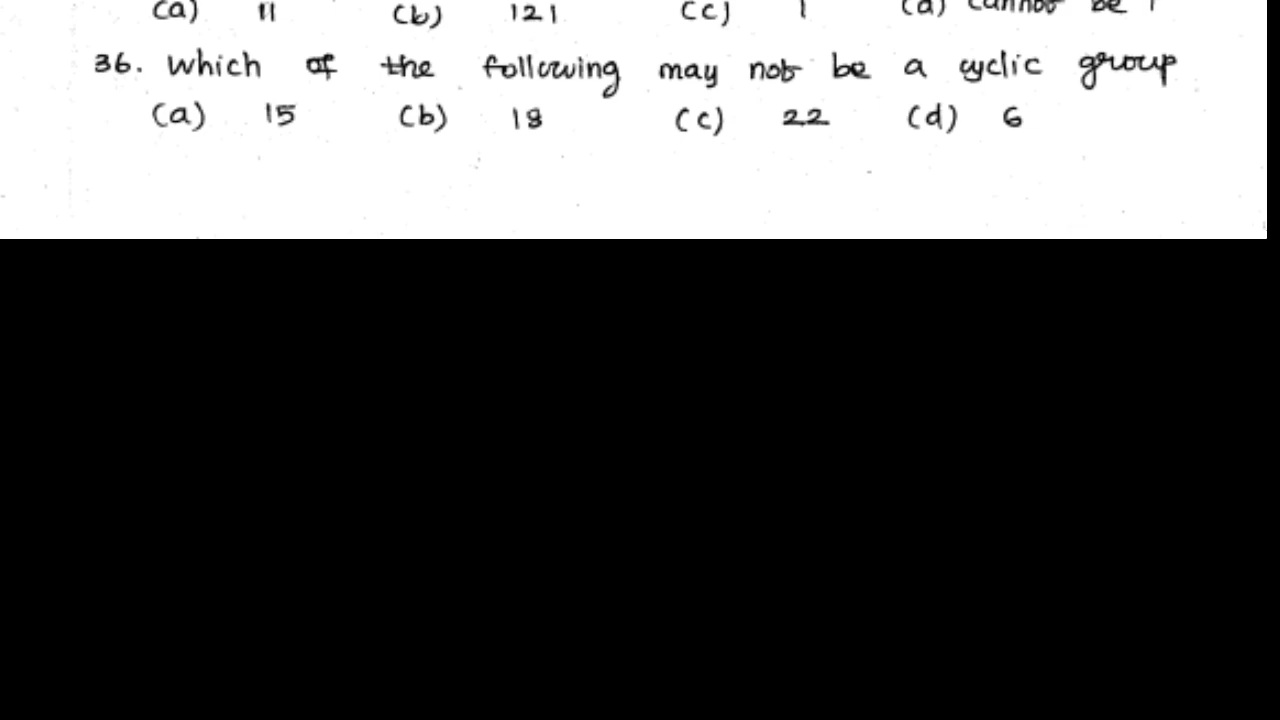 (a) 11 (b) 121 (c) 1 (d) cannot be 1
36. which of the following may not be a cyclic group
(a) 15 (b) 18 (c) 22 (d) 6